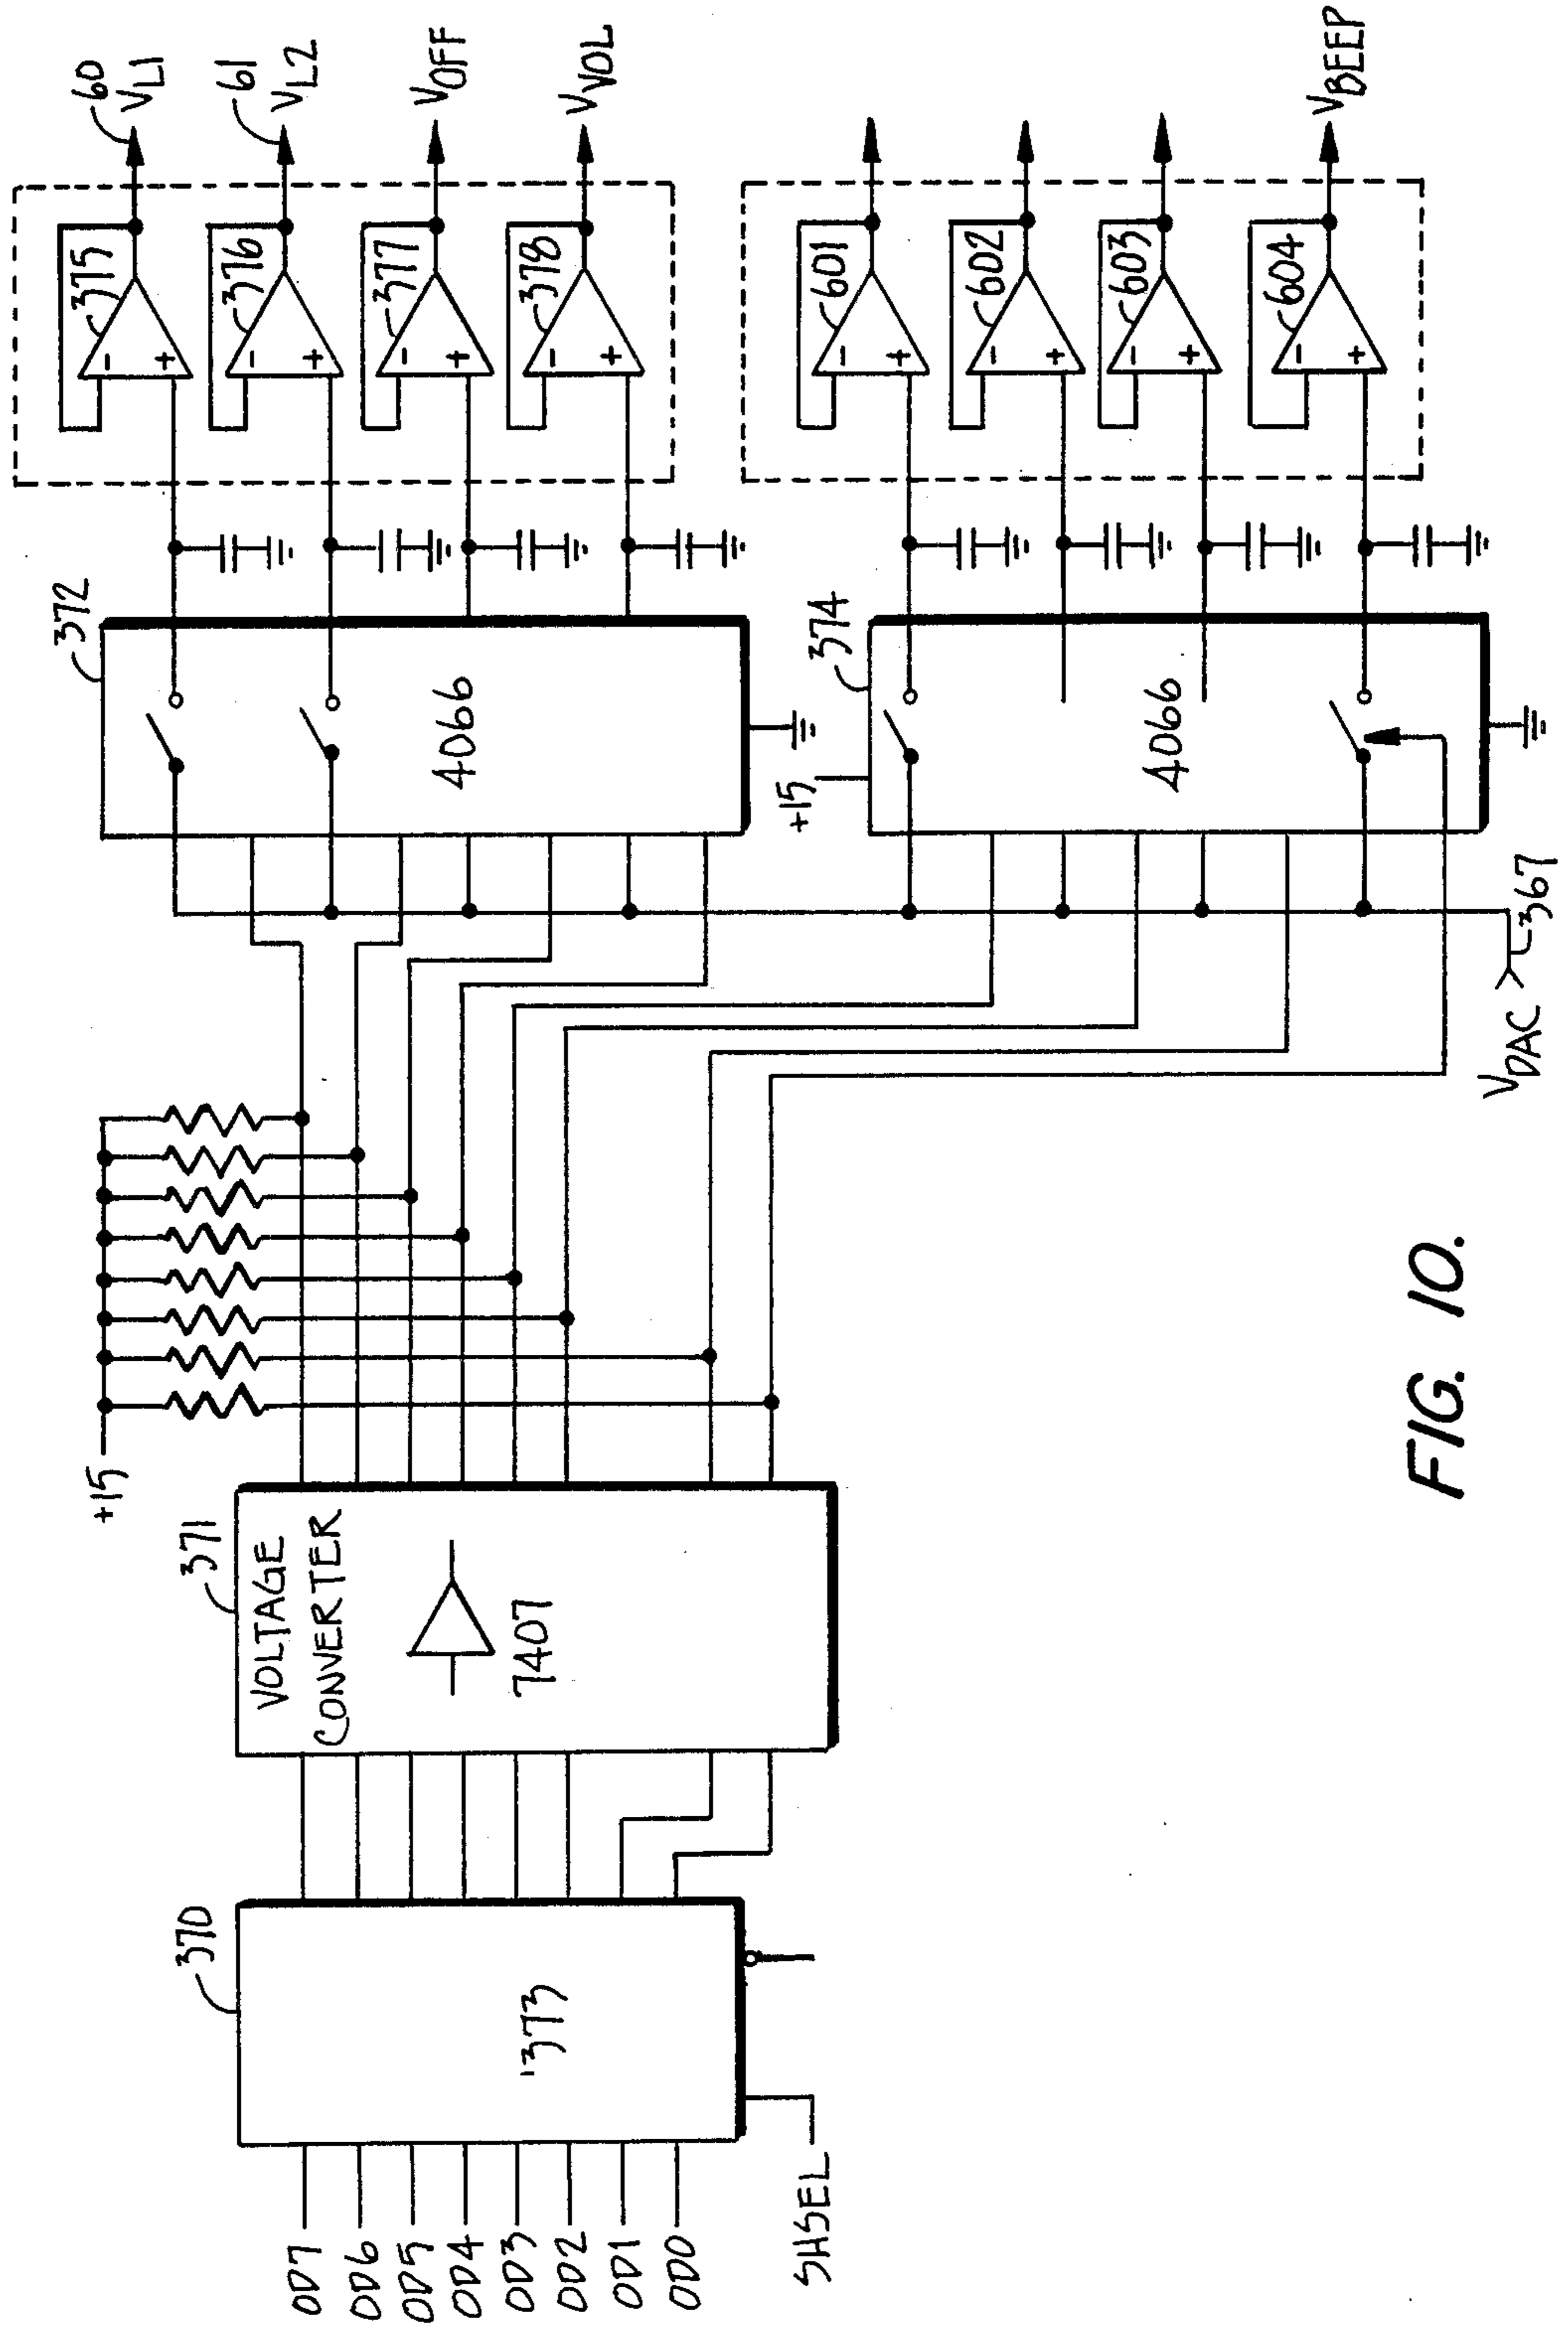 OD7
OD6
OD5
OD4
OD3
OD2
OD1
OD0
SHSEL
370
'373
371
VOLTAGE
CONVERTER
7407
+15
372
4066
+15
374
4066
VDAC
367
375
- +
376
- +
377
- +
378
- +
601
- +
602
- +
603
- +
604
- +
60
VL1
61
VL2
VOFF
VVOL
VBEEP
FIG. 10.